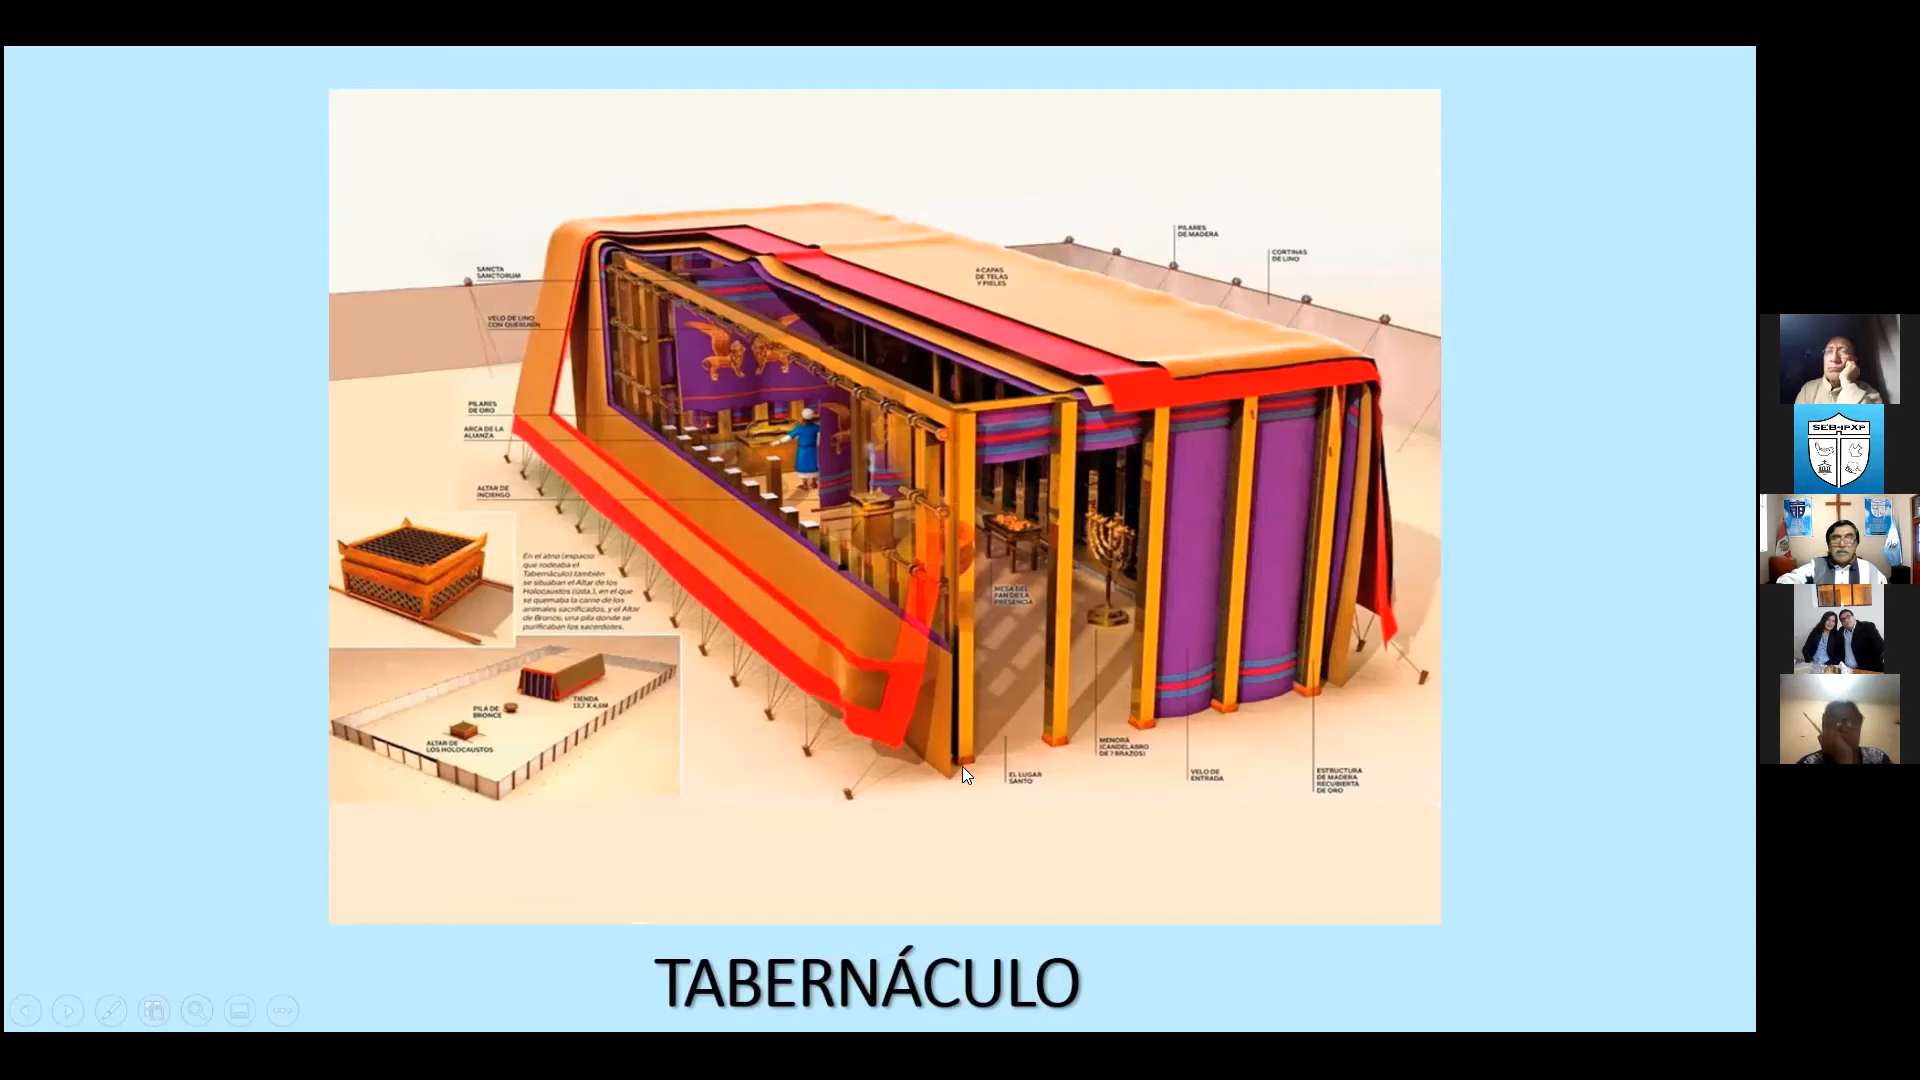 PILARES
DE MADERA
CORTINAS
DE LINO
4 CAPAS
DE TELAS
Y PIELES
SANCTA
SANCTORUM
VELO DE LINO
CON QUERUBÍN
PILARES
DE ORO
ARCA DE LA
ALIANZA
ALTAR DE
INCIENSO
En el atrio (espacio
que rodeaba el
Tabernáculo) también
se situaban el Altar de los
Holocaustos (izda.), en el que
se quemaba la carne de los
animales sacrificados, y el Altar
de Bronce, una pila donde se
purificaban los sacerdotes.
MESA DEL
PAN DE LA
PRESENCIA
TIENDA
13,7 X 4,6M
PILA DE
BRONCE
ALTAR DE
LOS HOLOCAUSTOS
MENORÁ
(CANDELABRO
DE 7 BRAZOS)
EL LUGAR
SANTO
VELO DE
ENTRADA
ESTRUCTURA
DE MADERA
RECUBIERTA
DE ORO
TABERNÁCULO
SEB-IPXP